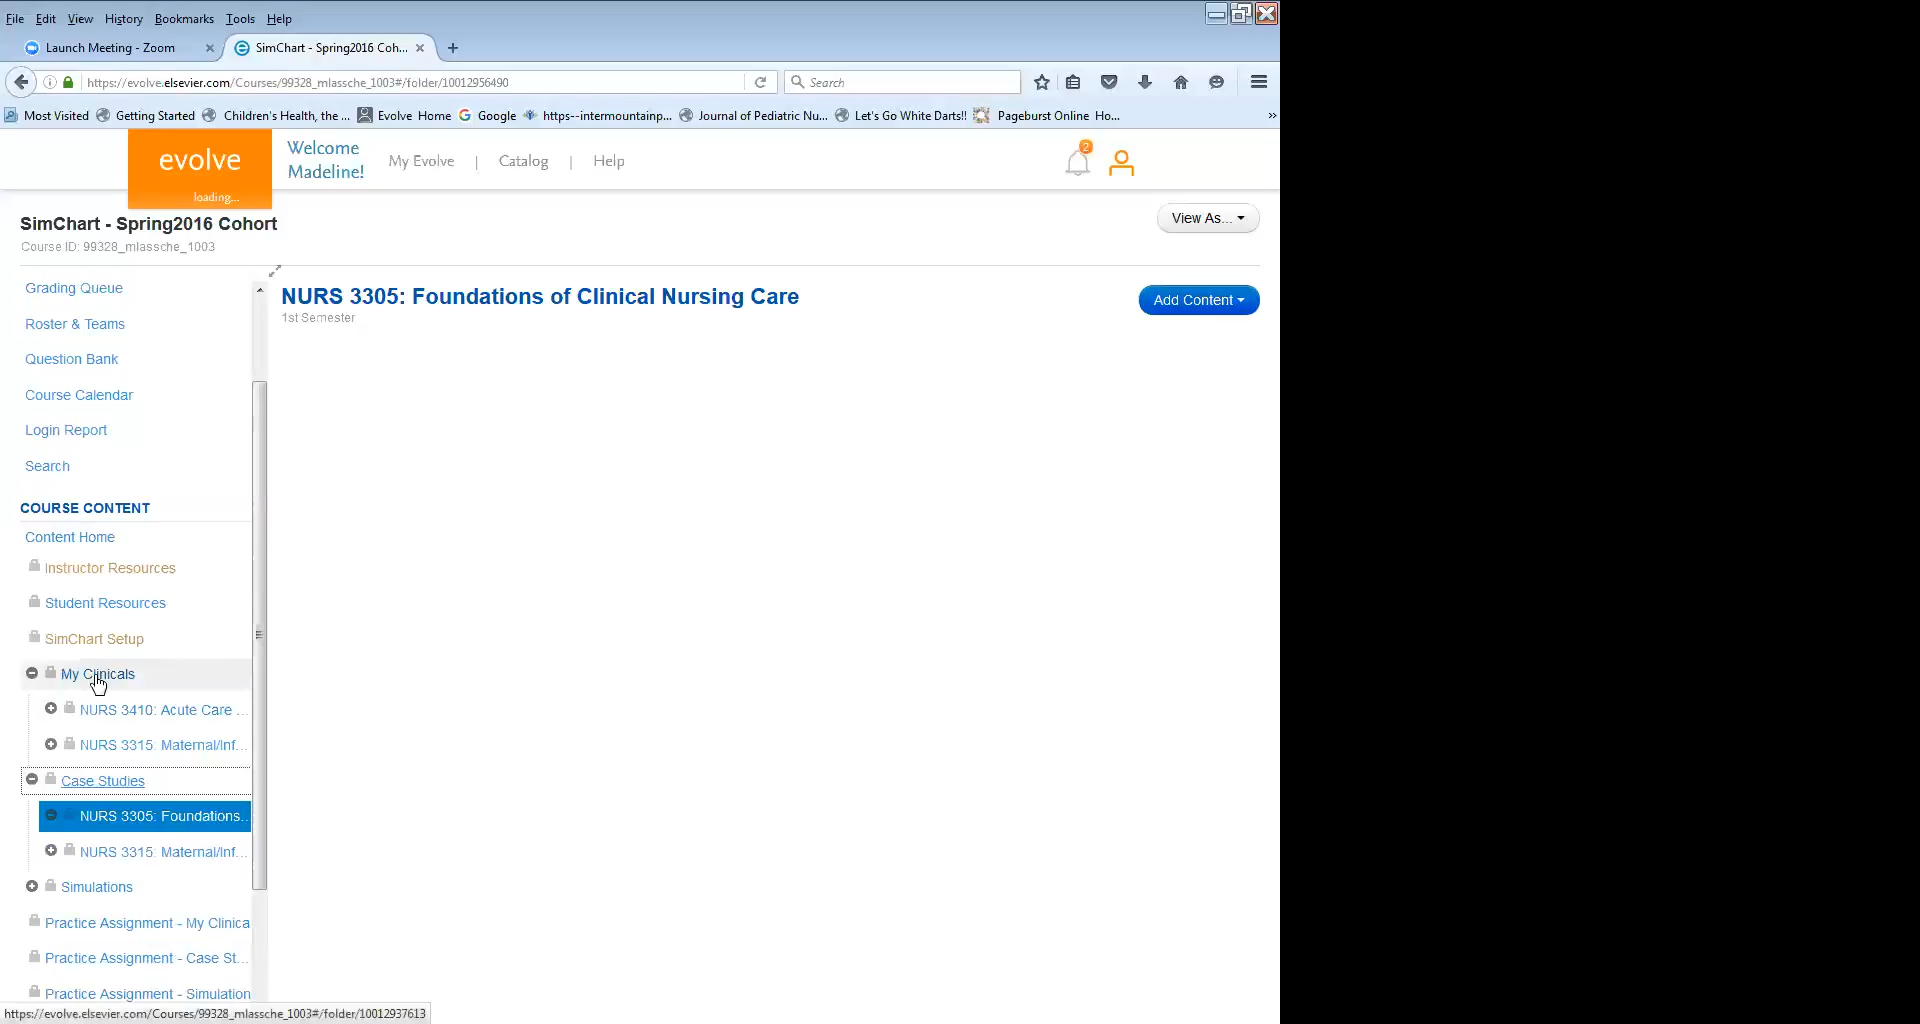 File Edit View History Bookmarks Tools Help
Launch Meeting - Zoom
SimChart - Spring2016 Coh...
https://evolve.elsevier.com/Courses/99328_mlassche_1003#/folder/10012956490
Search
Most Visited Getting Started Children's Health, the ... Evolve Home Google https--intermountainp... Journal of Pediatric Nu... Let's Go White Darts!! Pageburst Online Ho... »
evolve
loading...
Welcome
Madeline!
My Evolve | Catalog | Help
2
SimChart - Spring2016 Cohort
Course ID: 99328_mlassche_1003
View As...
Grading Queue
Roster & Teams
Question Bank
Course Calendar
Login Report
Search
COURSE CONTENT
Content Home
Instructor Resources
Student Resources
SimChart Setup
My Clinicals
NURS 3410: Acute Care ...
NURS 3315: Maternal/Inf...
Case Studies
NURS 3305: Foundations...
NURS 3315: Maternal/Inf...
Simulations
Practice Assignment - My Clinica
Practice Assignment - Case St...
Practice Assignment - Simulation
NURS 3305: Foundations of Clinical Nursing Care
1st Semester
Add Content
https://evolve.elsevier.com/Courses/99328_mlassche_1003#/folder/10012937613